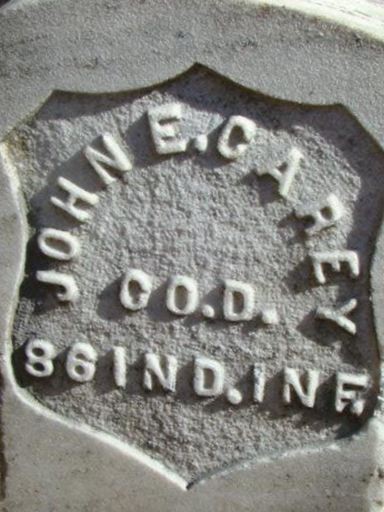 JOHN E. CAREY
CO. D.
86 IND. INF.